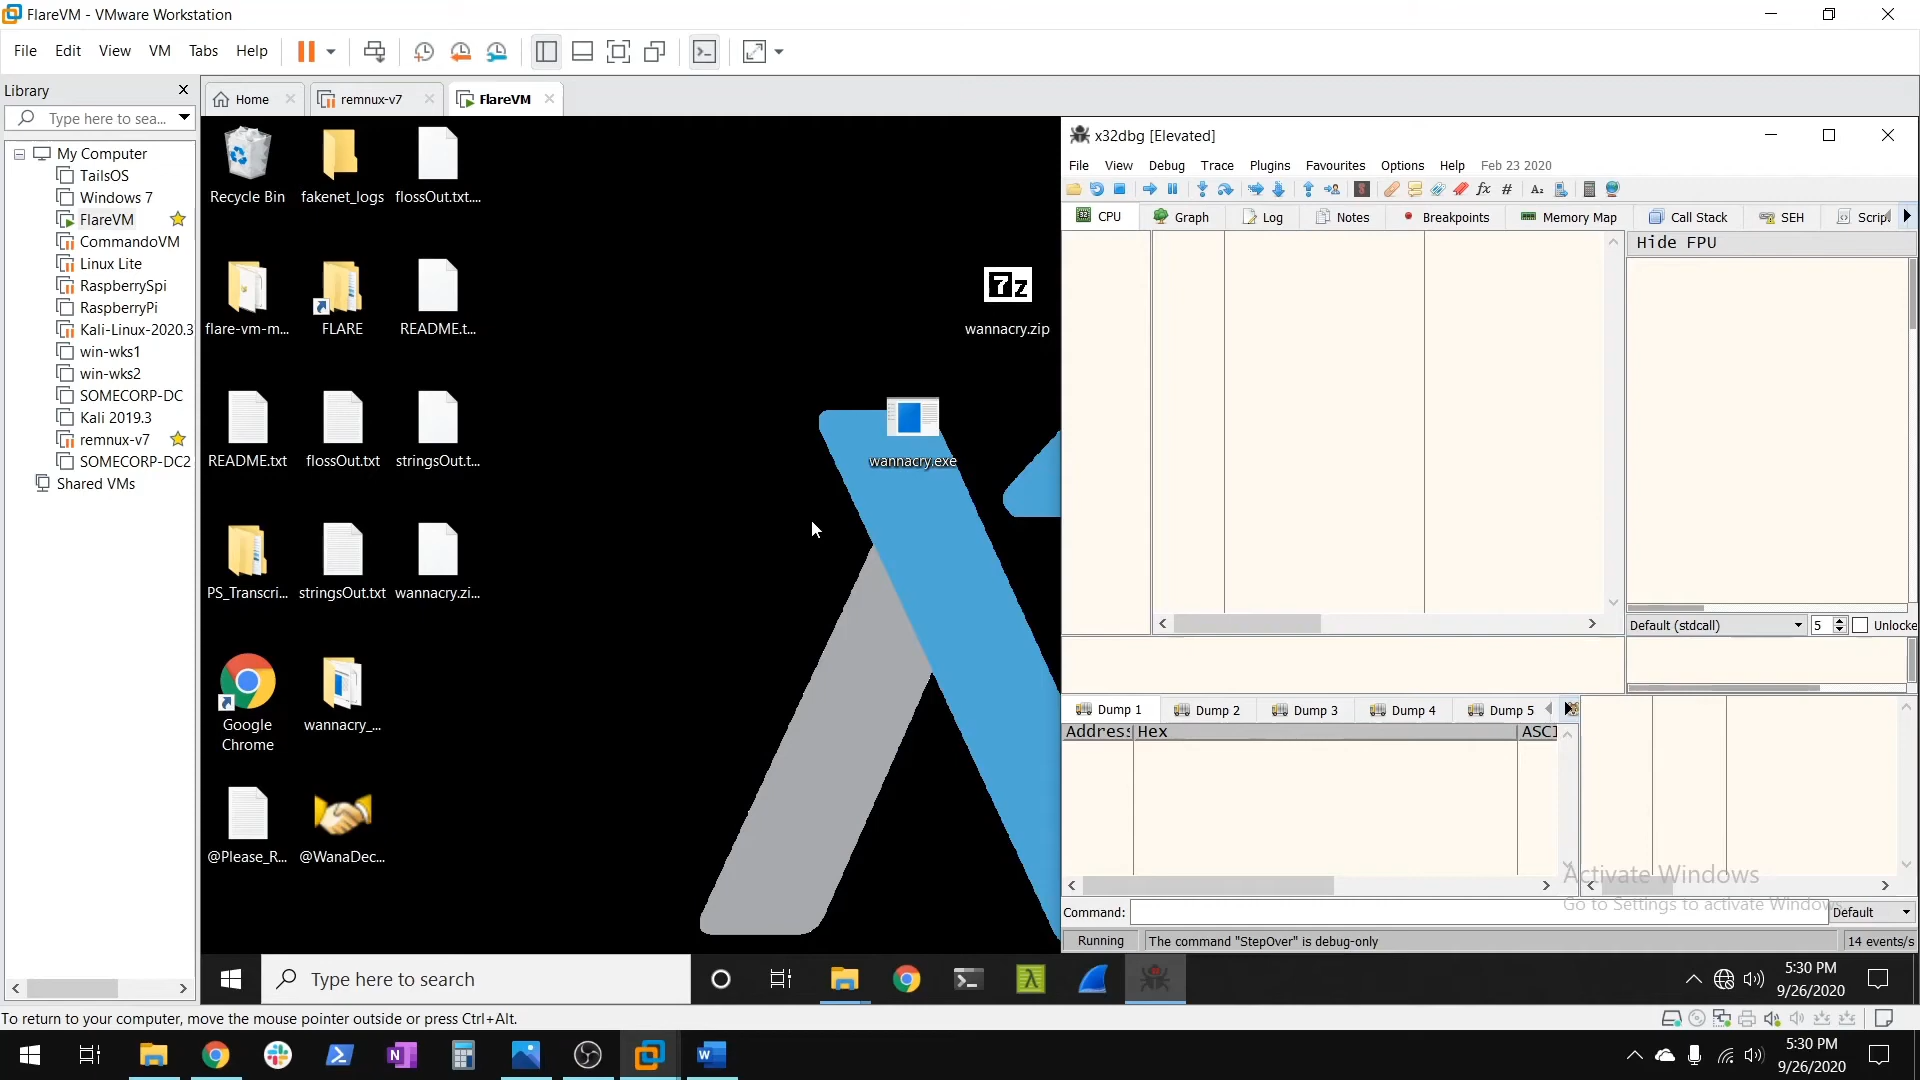 FlareVM - VMware Workstation
File Edit View VM Tabs Help
Library
Type here to sea...
My Computer
TailsOS
Windows 7
FlareVM
CommandoVM
Linux Lite
RaspberrySpi
RaspberryPi
Kali-Linux-2020.3
win-wks1
win-wks2
SOMECORP-DC
Kali 2019.3
remnux-v7
SOMECORP-DC2
Shared VMs
Home remnux-v7 FlareVM
Recycle Bin fakenet_logs flossOut.txt....
flare-vm-m... FLARE README.t...
README.txt flossOut.txt stringsOut.t...
PS_Transcri... stringsOut.txt wannacry.zi...
Google Chrome wannacry_...
@Please_R... @WanaDec...
7z
wannacry.zip
wannacry.exe
x32dbg [Elevated]
File View Debug Trace Plugins Favourites Options Help Feb 23 2020
CPU Graph Log Notes Breakpoints Memory Map Call Stack SEH Script
Hide FPU
Default (stdcall) 5 Unlocke
Dump 1 Dump 2 Dump 3 Dump 4 Dump 5
Address Hex ASCI
Activate Windows
Go to Settings to activate Windows.
Command: Default
Running The command "StepOver" is debug-only 14 events/s
Type here to search
5:30 PM
9/26/2020
To return to your computer, move the mouse pointer outside or press Ctrl+Alt.
5:30 PM
9/26/2020